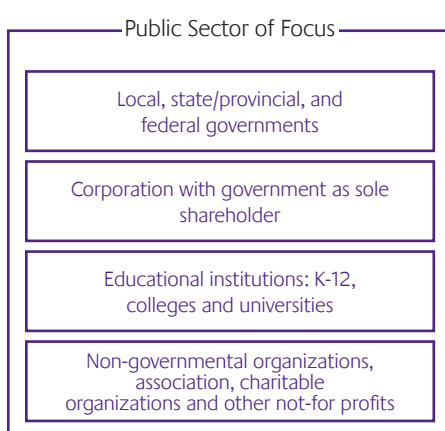 Public Sector of Focus
Local, state/provincial, and
federal governments
Corporation with government as sole
shareholder
Educational institutions: K-12,
colleges and universities
Non-governmental organizations,
association, charitable
organizations and other not-for profits